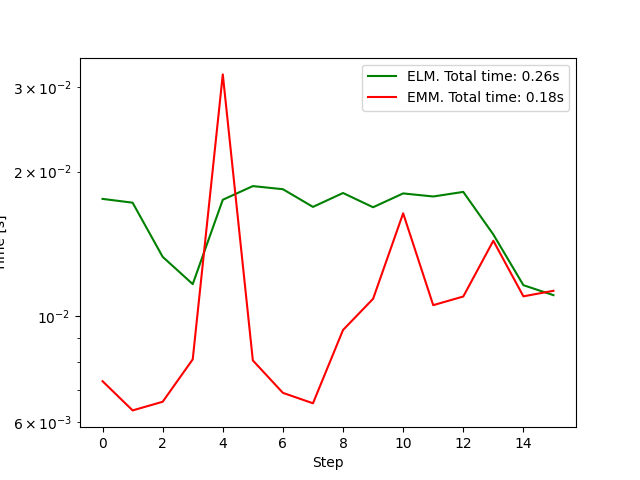 ELM. Total time: 0.26s
EMM. Total time: 0.18s
3 × 10⁻²
2 × 10⁻²
10⁻²
6 × 10⁻³
Time [s]
0 2 4 6 8 10 12 14
Step